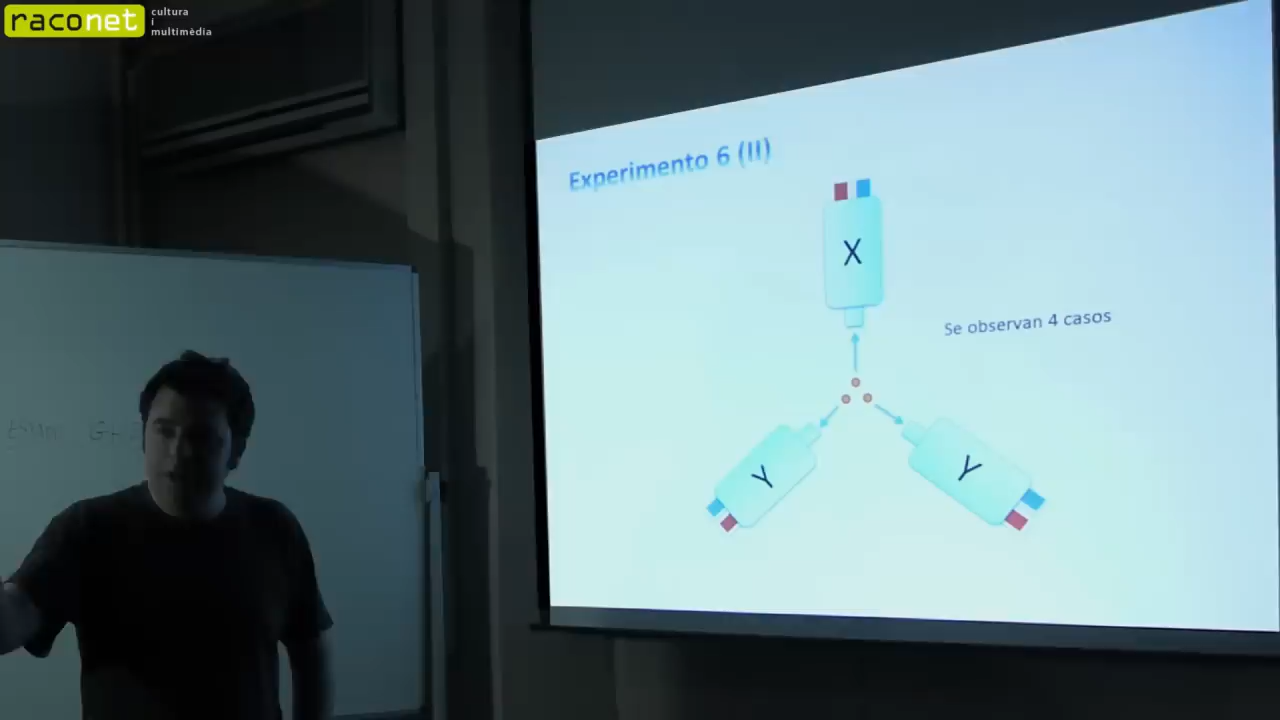 raconet
cultura
i
multimèdia
Experimento 6 (II)
X
Se observan 4 casos
Y
Y